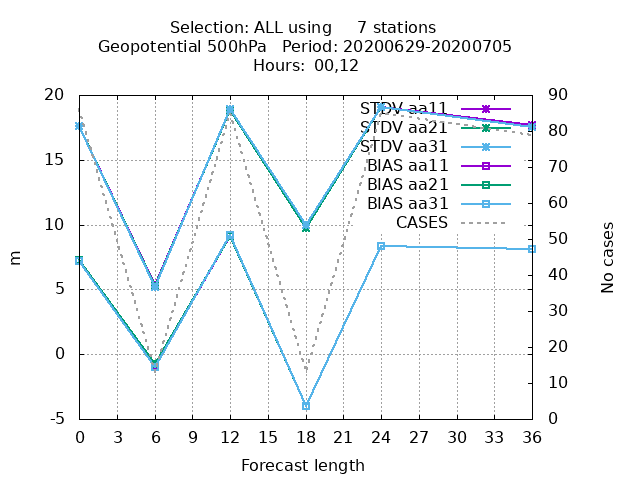 Selection: ALL using     7 stations
Geopotential 500hPa   Period: 20200629-20200705
Hours:  00,12
20
15
10
5
0
-5
m
90
80
70
60
50
40
30
20
10
0
No cases
STDV aa11
STDV aa21
STDV aa31
BIAS aa11
BIAS aa21
BIAS aa31
CASES
0 3 6 9 12 15 18 21 24 27 30 33 36
Forecast length